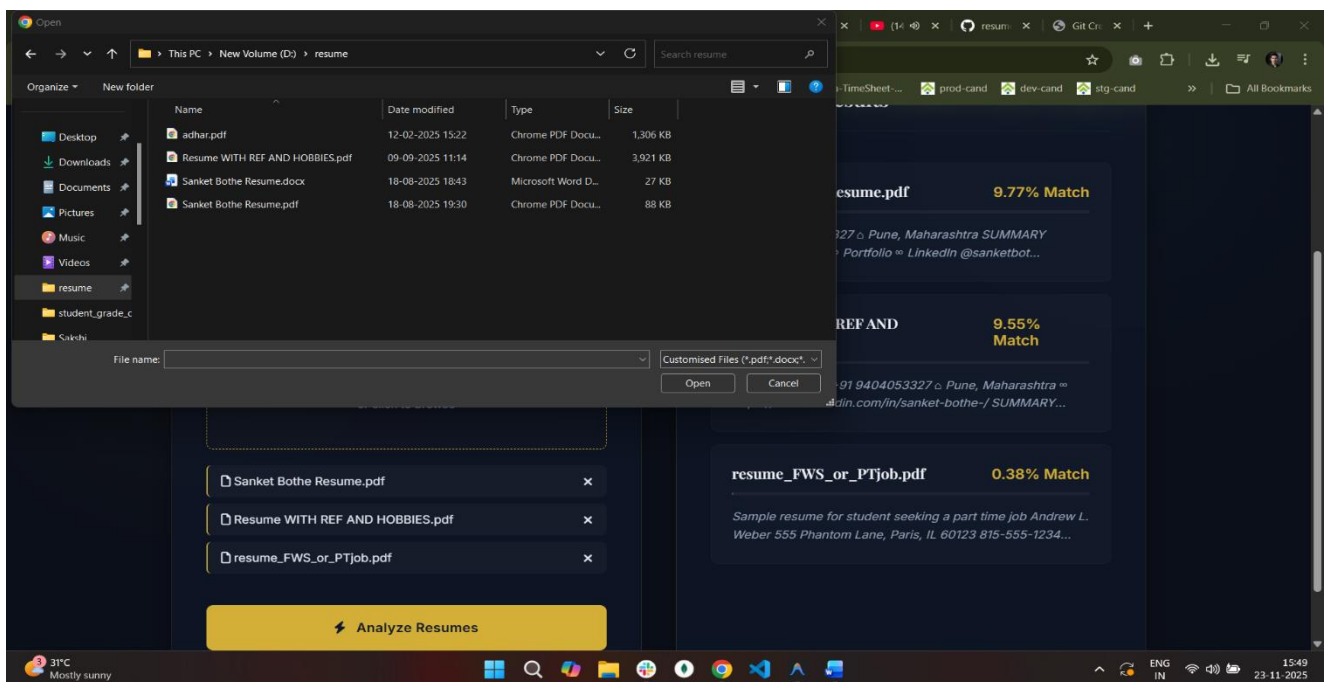 Open
(14
resum
Git Cre
This PC > New Volume (D:) > resume
Search resume
Organize
New folder
-TimeSheet-...
prod-cand
dev-cand
stg-cand
»
All Bookmarks
Name
Date modified
Type
Size
Desktop
Downloads
Documents
Pictures
Music
Videos
resume
student_grade_c
Sakshi
adhar.pdf 12-02-2025 15:22 Chrome PDF Docu... 1,306 KB
Resume WITH REF AND HOBBIES.pdf 09-09-2025 11:14 Chrome PDF Docu... 3,921 KB
Sanket Bothe Resume.docx 18-08-2025 18:43 Microsoft Word D... 27 KB
Sanket Bothe Resume.pdf 18-08-2025 19:30 Chrome PDF Docu... 88 KB
File name:
Customised Files (*.pdf;*.docx;*.
Open
Cancel
Sanket Bothe Resume.pdf ×
Resume WITH REF AND HOBBIES.pdf ×
resume_FWS_or_PTjob.pdf ×
Analyze Resumes
esume.pdf 9.77% Match
327 ⌂ Pune, Maharashtra SUMMARY
Portfolio ∞ LinkedIn @sanketbot...
REF AND 9.55%
Match
-91 9404053327 ⌂ Pune, Maharashtra ∞
din.com/in/sanket-bothe-/ SUMMARY...
resume_FWS_or_PTjob.pdf 0.38% Match
Sample resume for student seeking a part time job Andrew L.
Weber 555 Phantom Lane, Paris, IL 60123 815-555-1234...
3
31°C
Mostly sunny
ENG
IN
15:49
23-11-2025